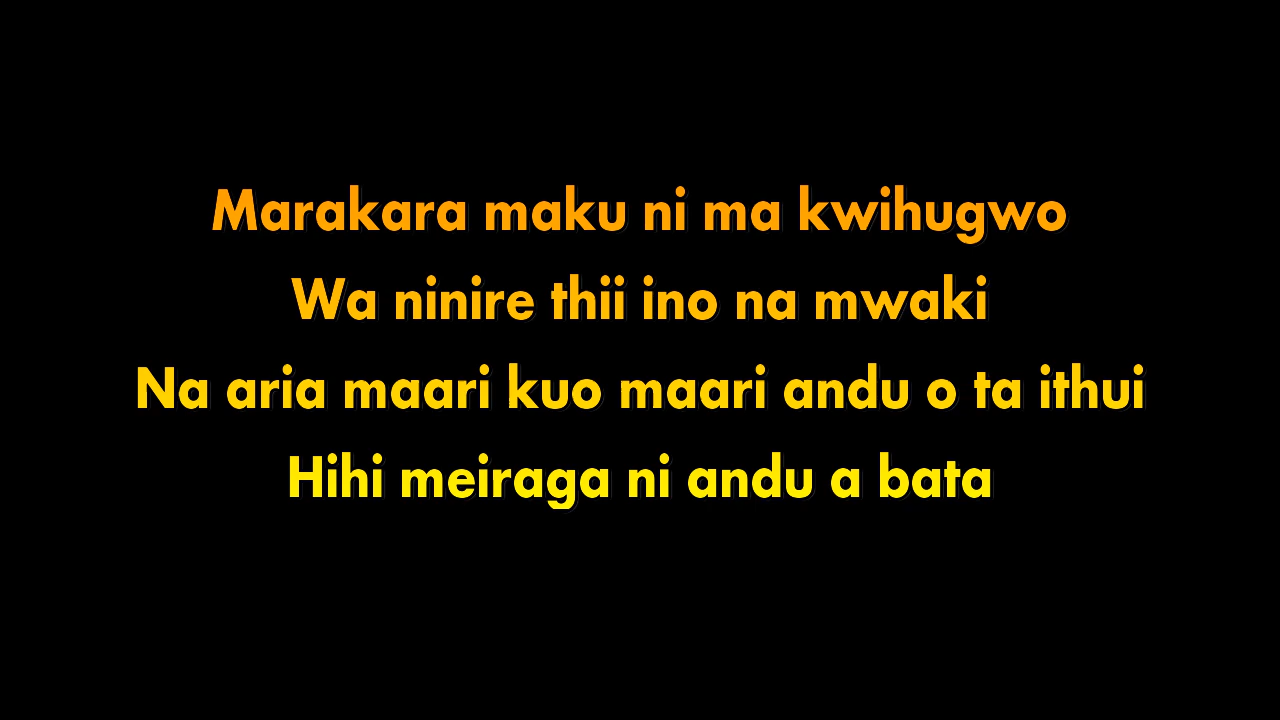 Marakara maku ni ma kwihugwo
Wa ninire thii ino na mwaki
Na aria maari kuo maari andu o ta ithui
Hihi meiraga ni andu a bata